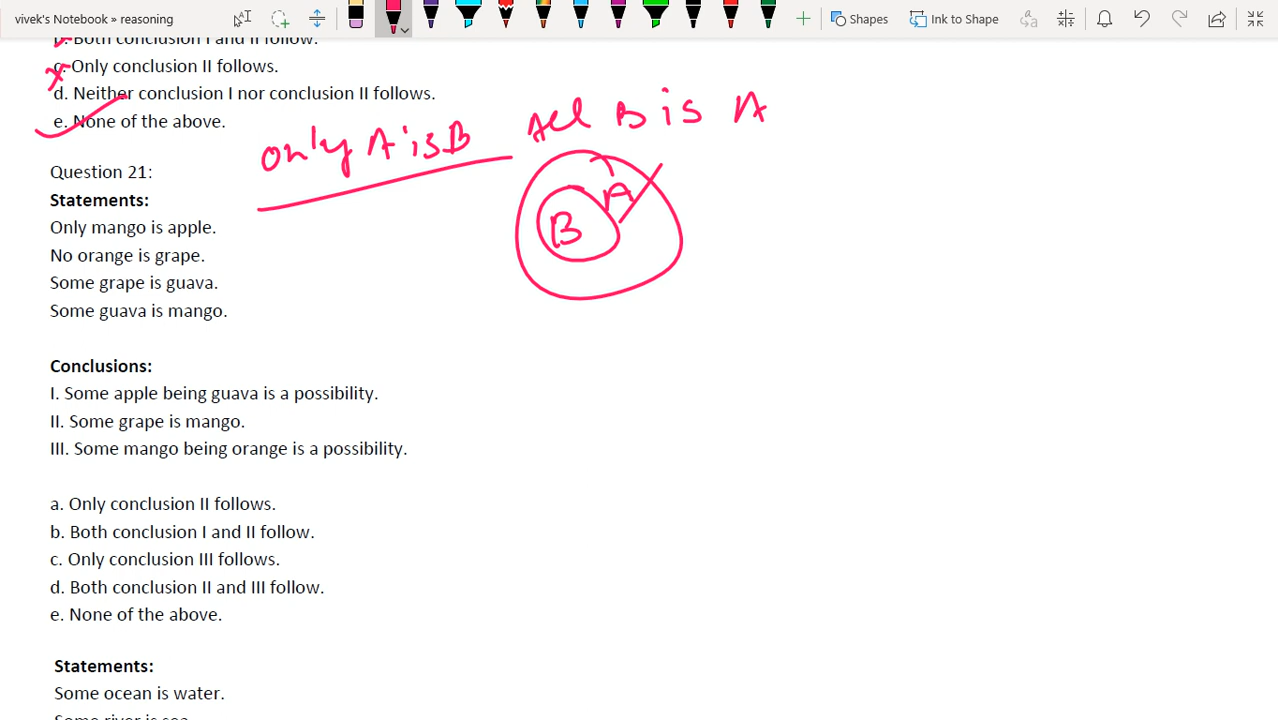 vivek's Notebook » reasoning
Shapes
Ink to Shape
b. Both conclusion I and II follow.
c. Only conclusion II follows.
d. Neither conclusion I nor conclusion II follows.
e. None of the above.
only A is B
All B is A
A
B
Question 21:
Statements:
Only mango is apple.
No orange is grape.
Some grape is guava.
Some guava is mango.
Conclusions:
I. Some apple being guava is a possibility.
II. Some grape is mango.
III. Some mango being orange is a possibility.
a. Only conclusion II follows.
b. Both conclusion I and II follow.
c. Only conclusion III follows.
d. Both conclusion II and III follow.
e. None of the above.
Statements:
Some ocean is water.
Some river is sea.